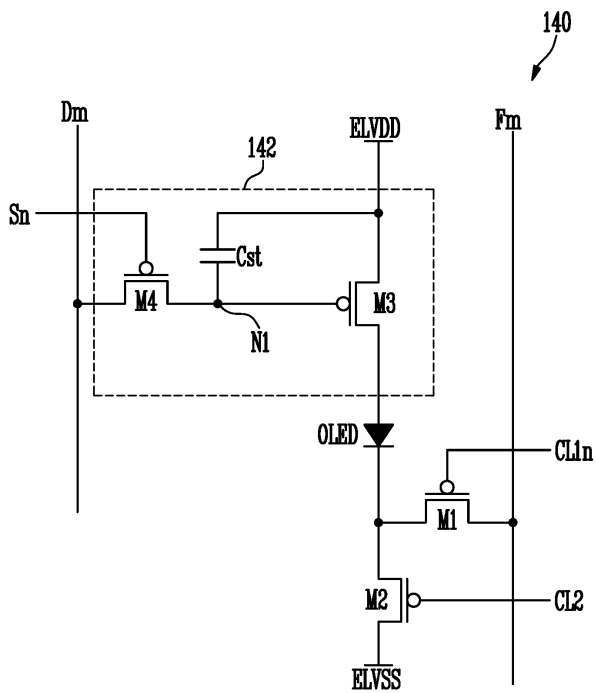 140
Dm
ELVDD
Fm
142
Sn
Cst
M4
M3
N1
OLED
CL1n
M1
M2
CL2
ELVSS